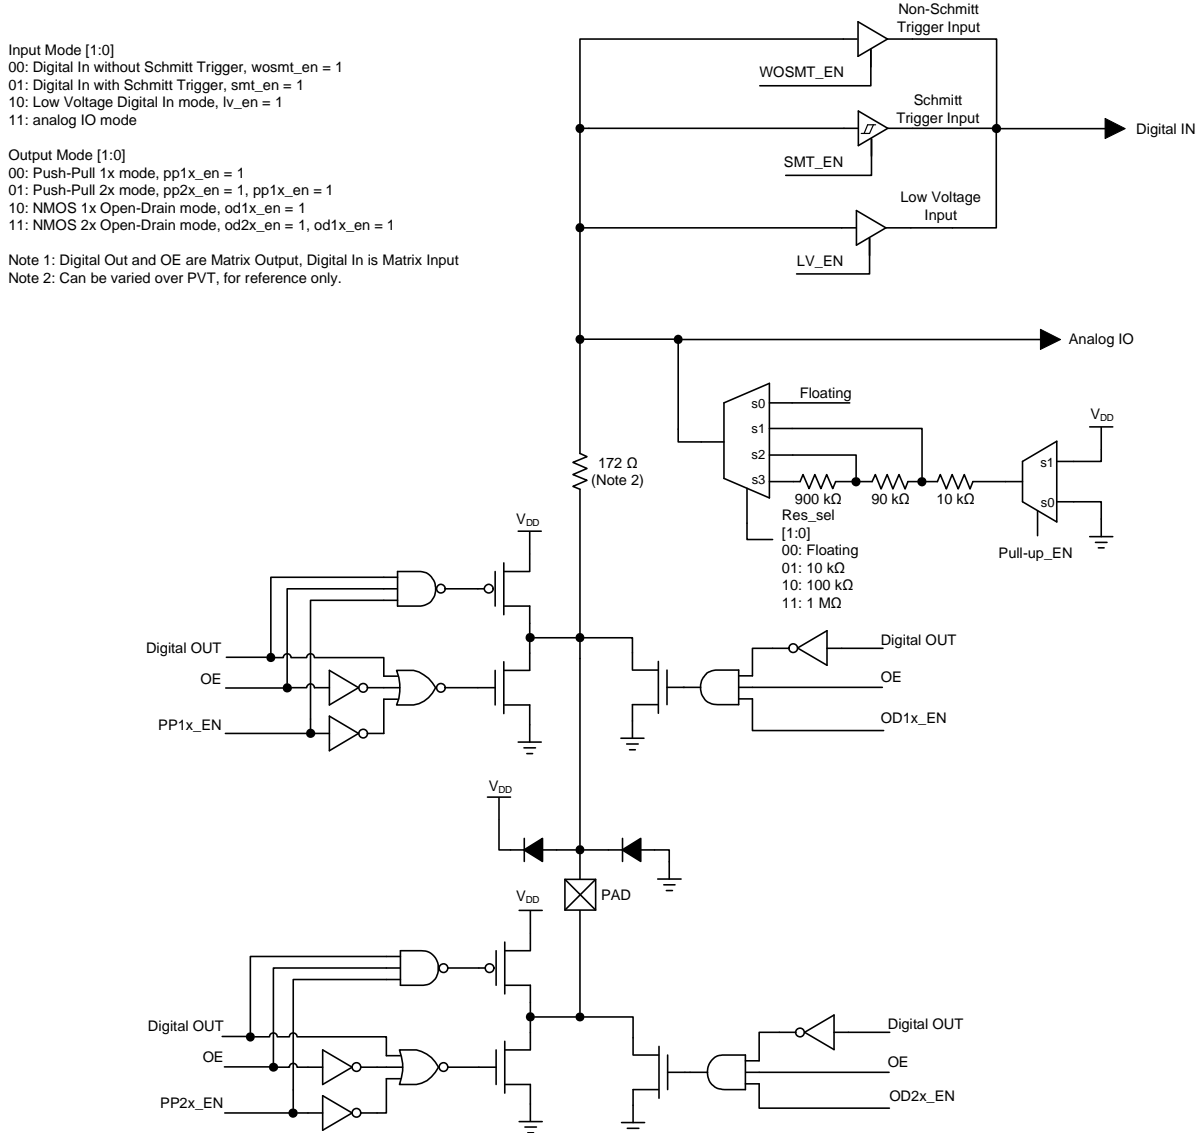 Input Mode [1:0]
00: Digital In without Schmitt Trigger, wosmt_en = 1
01: Digital In with Schmitt Trigger, smt_en = 1
10: Low Voltage Digital In mode, lv_en = 1
11: analog IO mode
Output Mode [1:0]
00: Push-Pull 1x mode, pp1x_en = 1
01: Push-Pull 2x mode, pp2x_en = 1, pp1x_en = 1
10: NMOS 1x Open-Drain mode, od1x_en = 1
11: NMOS 2x Open-Drain mode, od2x_en = 1, od1x_en = 1
Note 1: Digital Out and OE are Matrix Output, Digital In is Matrix Input
Note 2: Can be varied over PVT, for reference only.
Non-Schmitt
Trigger Input
WOSMT_EN
Schmitt
Trigger Input
SMT_EN
Digital IN
Low Voltage
Input
LV_EN
Analog IO
Floating
s0
s1
s2
s3
900 kΩ
90 kΩ
10 kΩ
VDD
s1
s0
Pull-up_EN
Res_sel
[1:0]
00: Floating
01: 10 kΩ
10: 100 kΩ
11: 1 MΩ
172 Ω
(Note 2)
VDD
Digital OUT
OE
PP1x_EN
Digital OUT
OE
OD1x_EN
VDD
PAD
VDD
Digital OUT
OE
PP2x_EN
Digital OUT
OE
OD2x_EN